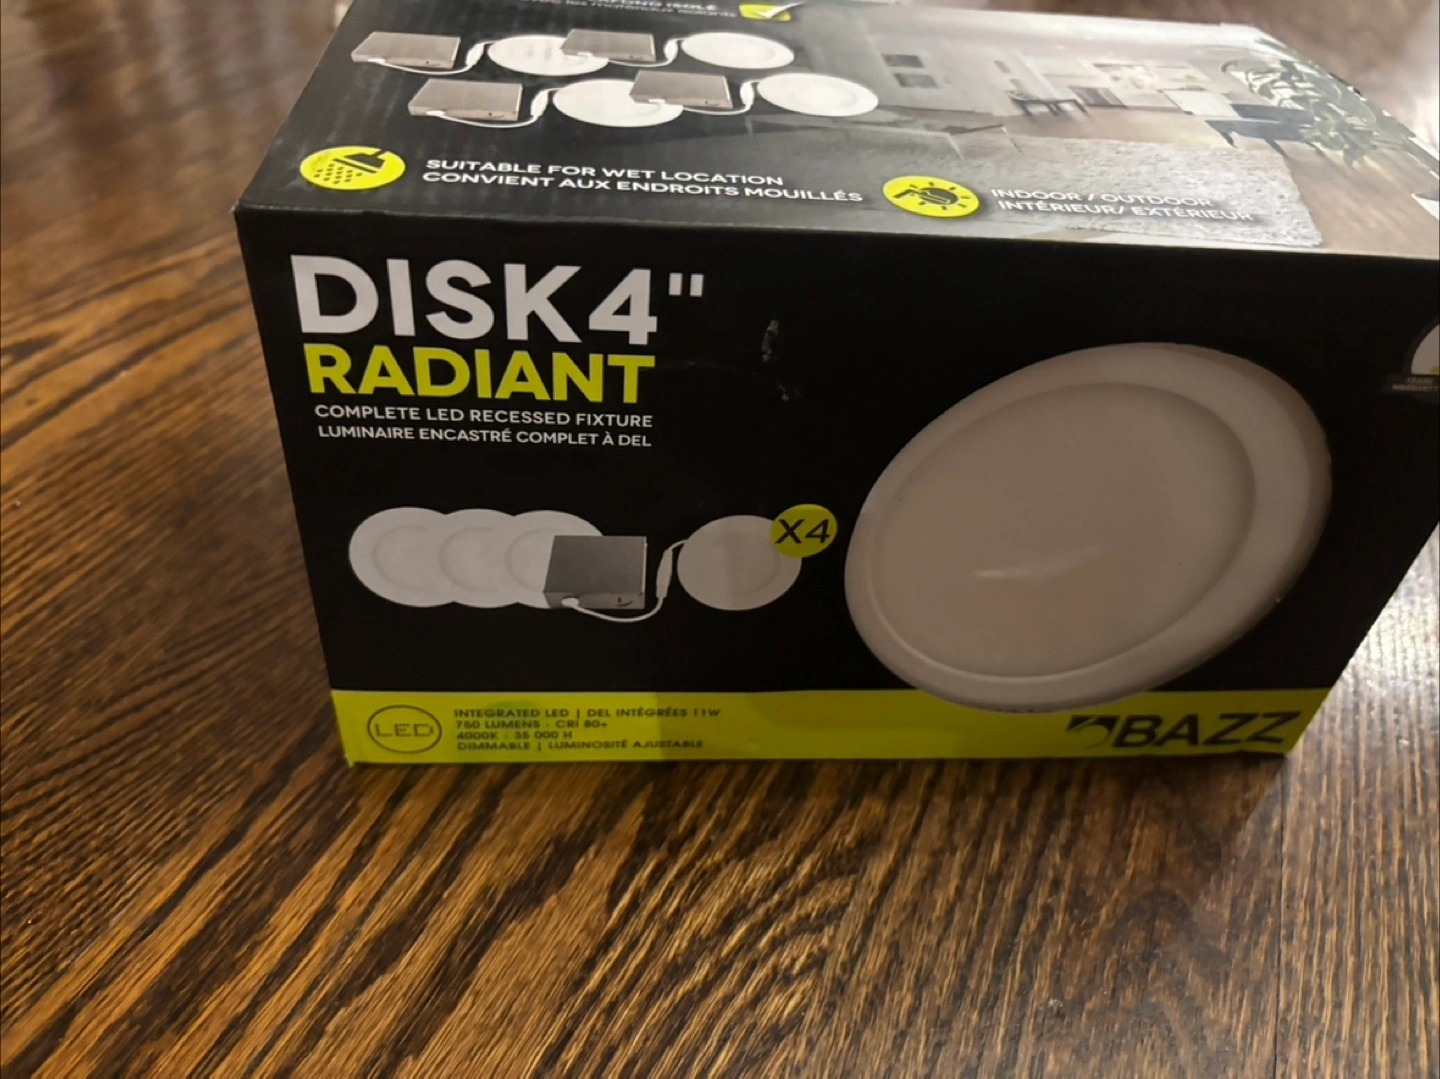 SUITABLE FOR WET LOCATION
CONVIENT AUX ENDROITS MOUILLÉS
INDOOR / OUTDOOR
INTÉRIEUR/ EXTÉRIEUR
DISK4"
RADIANT
COMPLETE LED RECESSED FIXTURE
LUMINAIRE ENCASTRÉ COMPLET À DEL
X4
LED
INTEGRATED LED | DEL INTÉGRÉES 11W
750 LUMENS - CRI 80+
4000K - 35 000 H
DIMMABLE | LUMINOSITÉ AJUSTABLE
BAZZ